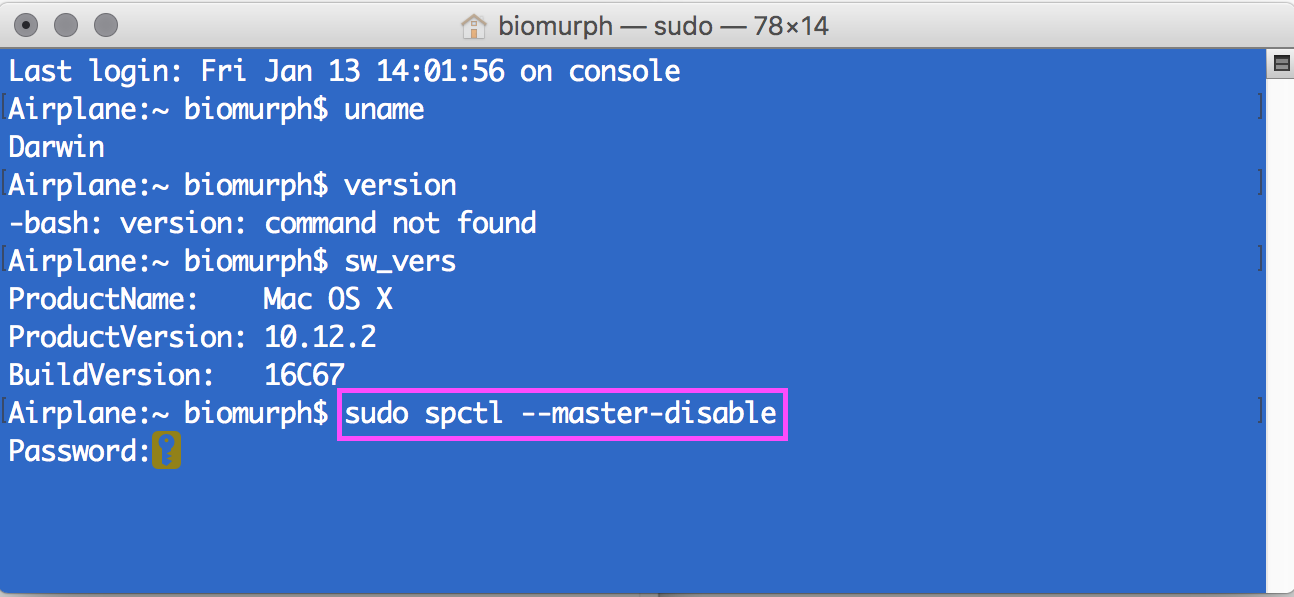 biomurph — sudo — 78×14
Last login: Fri Jan 13 14:01:56 on console
[Airplane:~ biomurph$ uname ]
Darwin
[Airplane:~ biomurph$ version ]
-bash: version: command not found
[Airplane:~ biomurph$ sw_vers ]
ProductName: Mac OS X
ProductVersion: 10.12.2
BuildVersion: 16C67
[Airplane:~ biomurph$ sudo spctl --master-disable ]
Password: